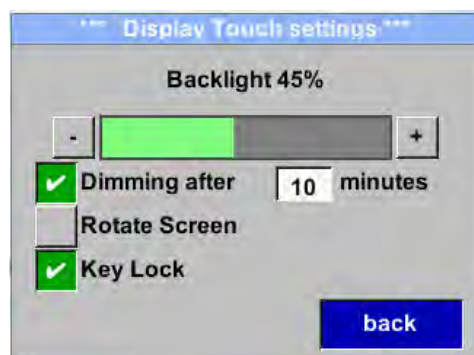 *** Display Touch settings ***
Backlight 45%
- +
Dimming after 10 minutes
Rotate Screen
Key Lock
back